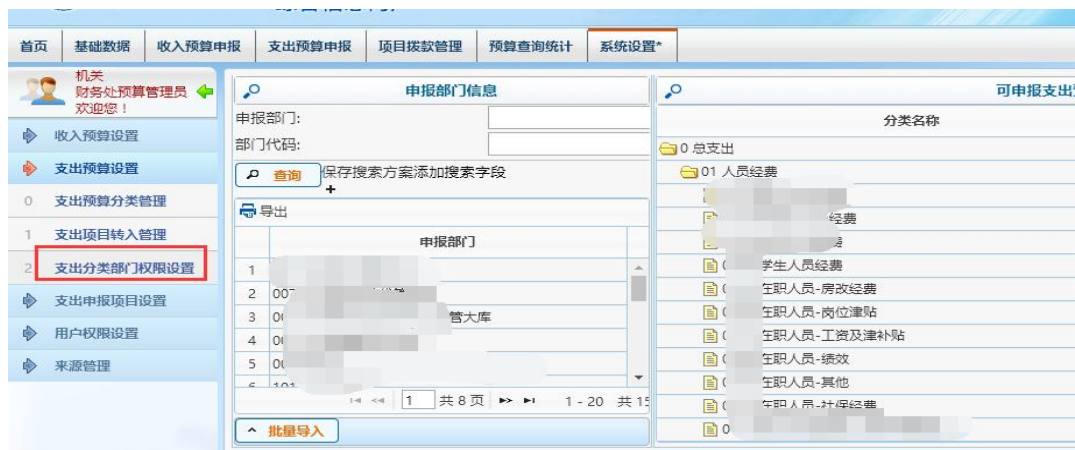 首页 基础数据 收入预算申报 支出预算申报 项目拨款管理 预算查询统计 系统设置*
机关
财务处预算管理员
欢迎您！
收入预算设置
支出预算设置
0 支出预算分类管理
1 支出项目转入管理
2 支出分类部门权限设置
支出申报项目设置
用户权限设置
来源管理
申报部门信息
申报部门:
部门代码:
查询 保存搜索方案添加搜索字段
+
导出
申报部门
1
2 007
3 00 管大库
4 00
5 00
6 101
1 共 8 页 1 - 20 共 15
批量导入
可申报支出
分类名称
0 总支出
01 人员经费
经费
费
学生人员经费
在职人员-房改经费
在职人员-岗位津贴
在职人员-工资及津补贴
在职人员-绩效
在职人员-其他
在职人员-社保经费
0